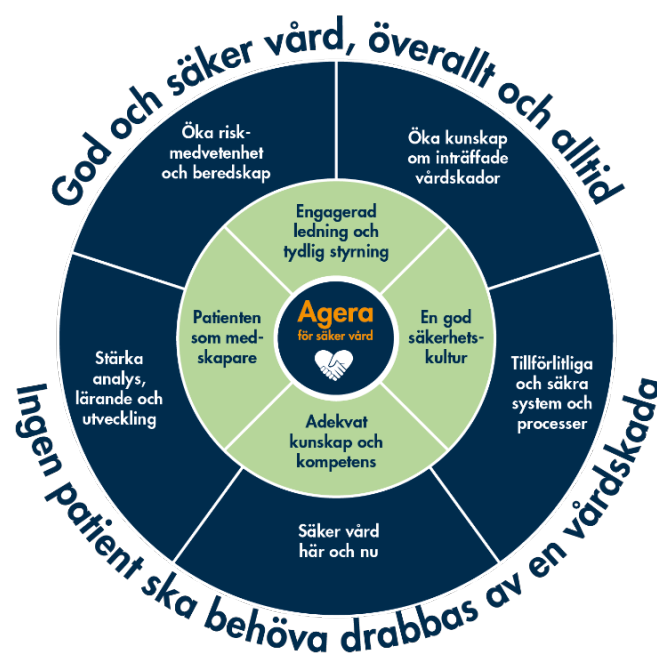 God och säker vård, överallt och alltid
Öka risk-
medvetenhet
och beredskap
Öka kunskap
om inträffade
vårdskador
Engagerad
ledning och
tydlig styrning
Patienten
som med-
skapare
Agera
för säker vård
En god
säkerhets-
kultur
Stärka
analys,
lärande och
utveckling
Tillförlitliga
och säkra
system och
processer
Adekvat
kunskap och
kompetens
Säker vård
här och nu
Ingen patient ska behöva drabbas av en vårdskada